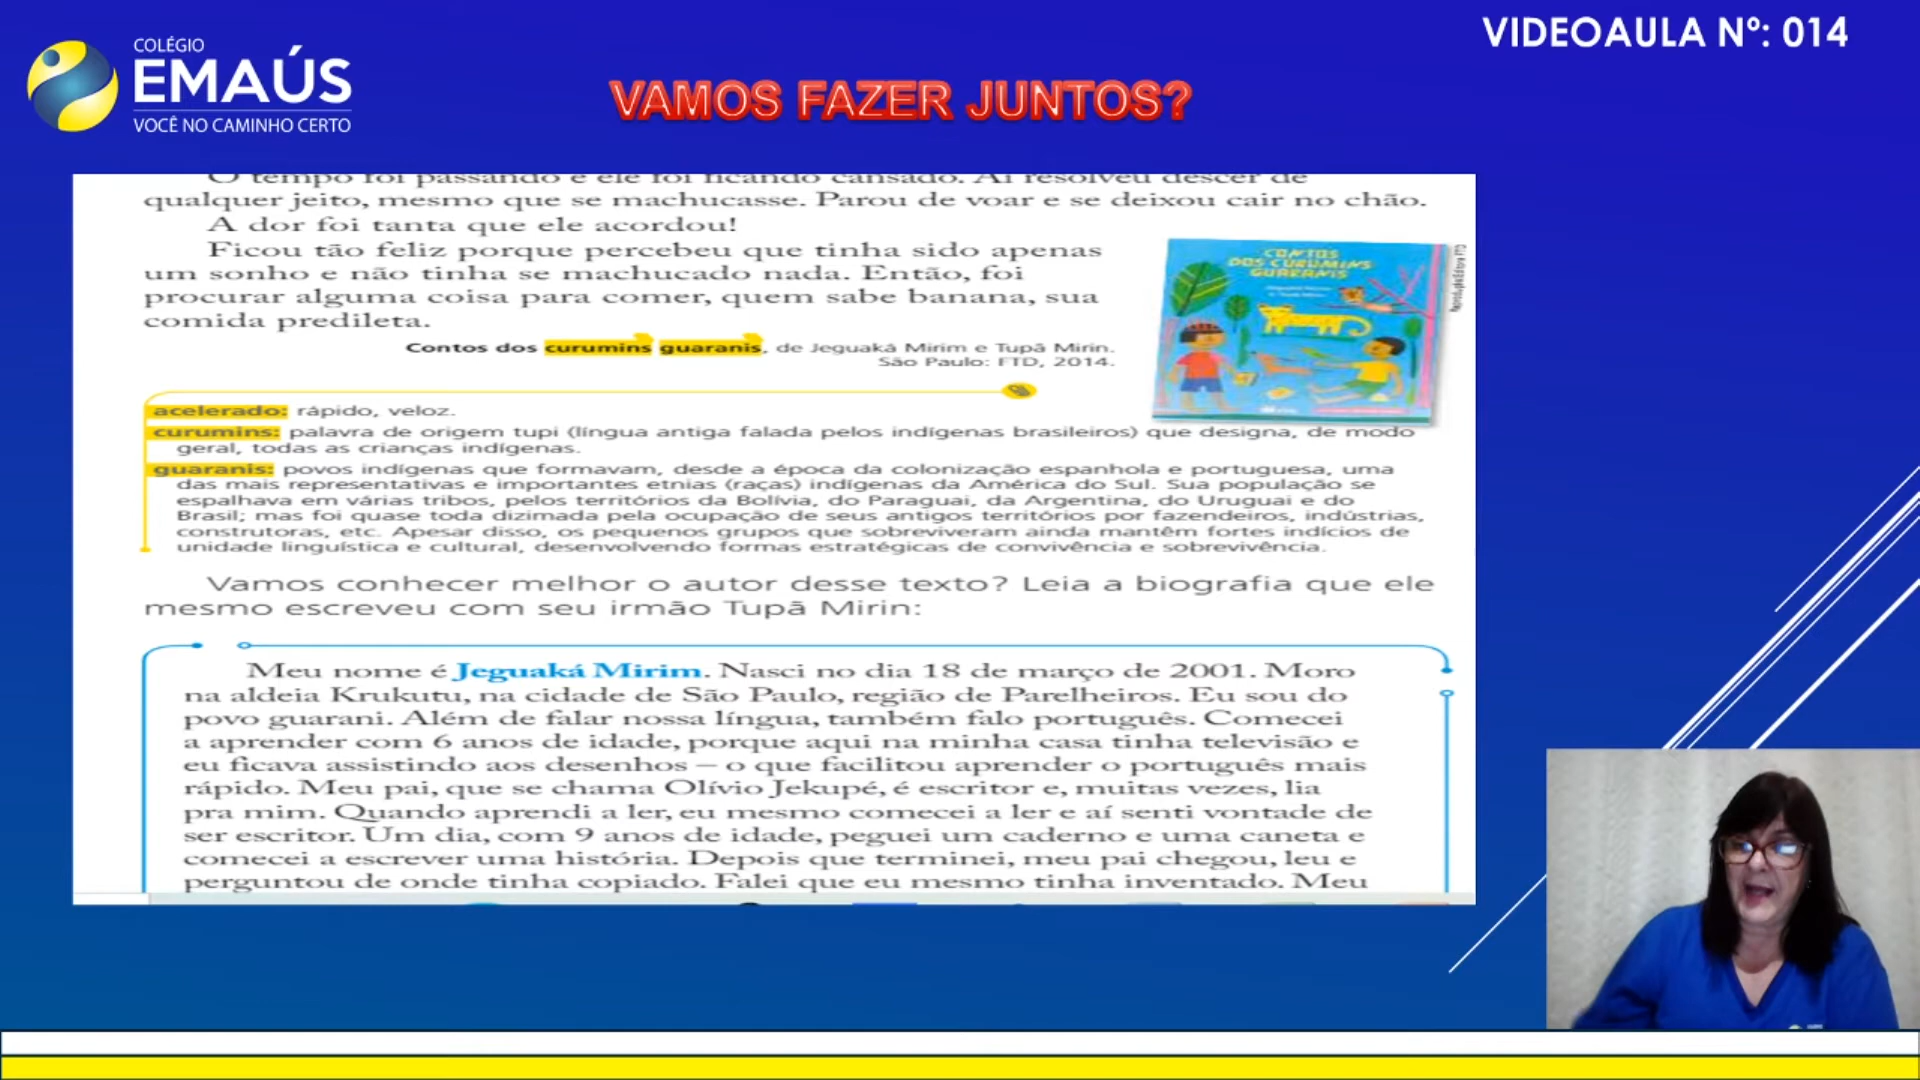 VIDEOAULA Nº: 014
COLÉGIO
EMAÚS
VOCÊ NO CAMINHO CERTO
VAMOS FAZER JUNTOS?
O tempo foi passando e ele foi ficando cansado. Aí resolveu descer de
qualquer jeito, mesmo que se machucasse. Parou de voar e se deixou cair no chão.
A dor foi tanta que ele acordou!
Ficou tão feliz porque percebeu que tinha sido apenas
um sonho e não tinha se machucado nada. Então, foi
procurar alguma coisa para comer, quem sabe banana, sua
comida predileta.
Contos dos curumins guaranis, de Jeguaká Mirim e Tupã Mirin.
São Paulo: FTD, 2014.
CONTOS
DOS CURUMINS
GUARANIS
Reprodução/Editora FTD
acelerado: rápido, veloz.
curumins: palavra de origem tupi (língua antiga falada pelos indígenas brasileiros) que designa, de modo
geral, todas as crianças indígenas.
guaranis: povos indígenas que formavam, desde a época da colonização espanhola e portuguesa, uma
das mais representativas e importantes etnias (raças) indígenas da América do Sul. Sua população se
espalhava em várias tribos, pelos territórios da Bolívia, do Paraguai, da Argentina, do Uruguai e do
Brasil; mas foi quase toda dizimada pela ocupação de seus antigos territórios por fazendeiros, indústrias,
construtoras, etc. Apesar disso, os pequenos grupos que sobreviveram ainda mantêm fortes indícios de
unidade linguística e cultural, desenvolvendo formas estratégicas de convivência e sobrevivência.
Vamos conhecer melhor o autor desse texto? Leia a biografia que ele
mesmo escreveu com seu irmão Tupã Mirin:
Meu nome é Jeguaká Mirim. Nasci no dia 18 de março de 2001. Moro
na aldeia Krukutu, na cidade de São Paulo, região de Parelheiros. Eu sou do
povo guarani. Além de falar nossa língua, também falo português. Comecei
a aprender com 6 anos de idade, porque aqui na minha casa tinha televisão e
eu ficava assistindo aos desenhos – o que facilitou aprender o português mais
rápido. Meu pai, que se chama Olívio Jekupé, é escritor e, muitas vezes, lia
pra mim. Quando aprendi a ler, eu mesmo comecei a ler e aí senti vontade de
ser escritor. Um dia, com 9 anos de idade, peguei um caderno e uma caneta e
comecei a escrever uma história. Depois que terminei, meu pai chegou, leu e
perguntou de onde tinha copiado. Falei que eu mesmo tinha inventado. Meu